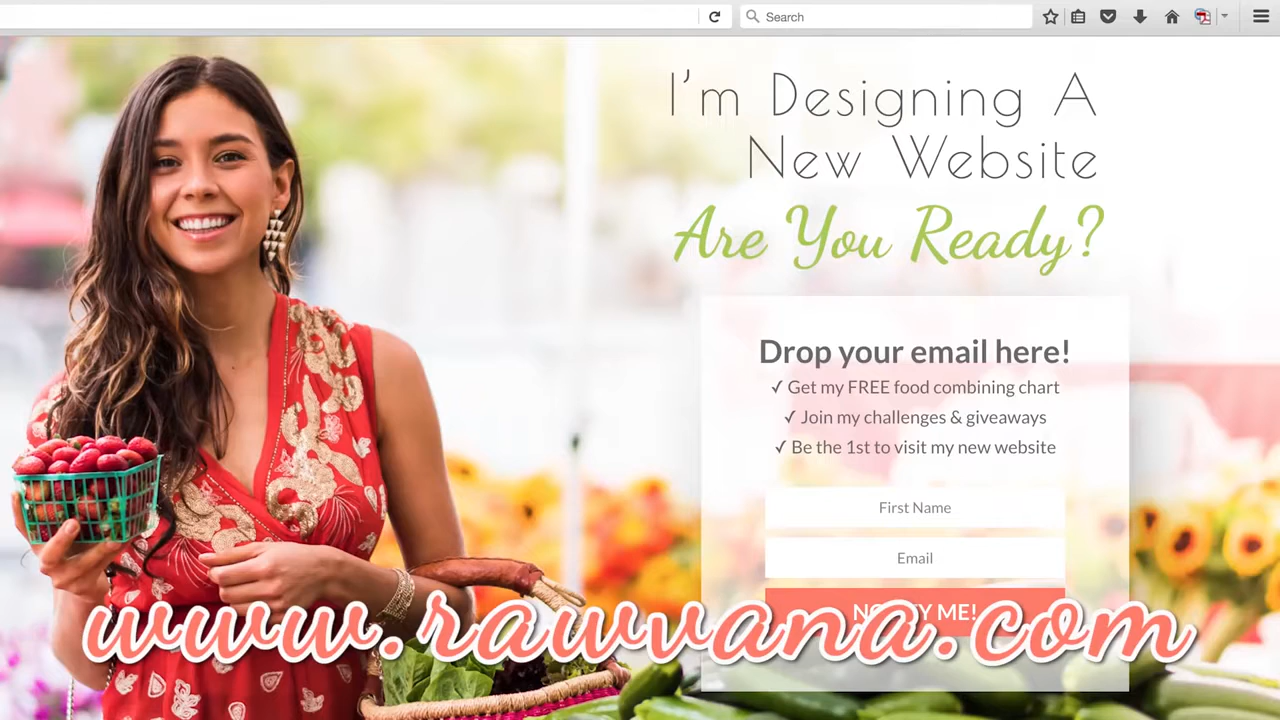 Search
I'm Designing A
New Website
Are You Ready?
Drop your email here!
✓ Get my FREE food combining chart
✓ Join my challenges & giveaways
✓ Be the 1st to visit my new website
First Name
Email
www.rawvana.com
ME!